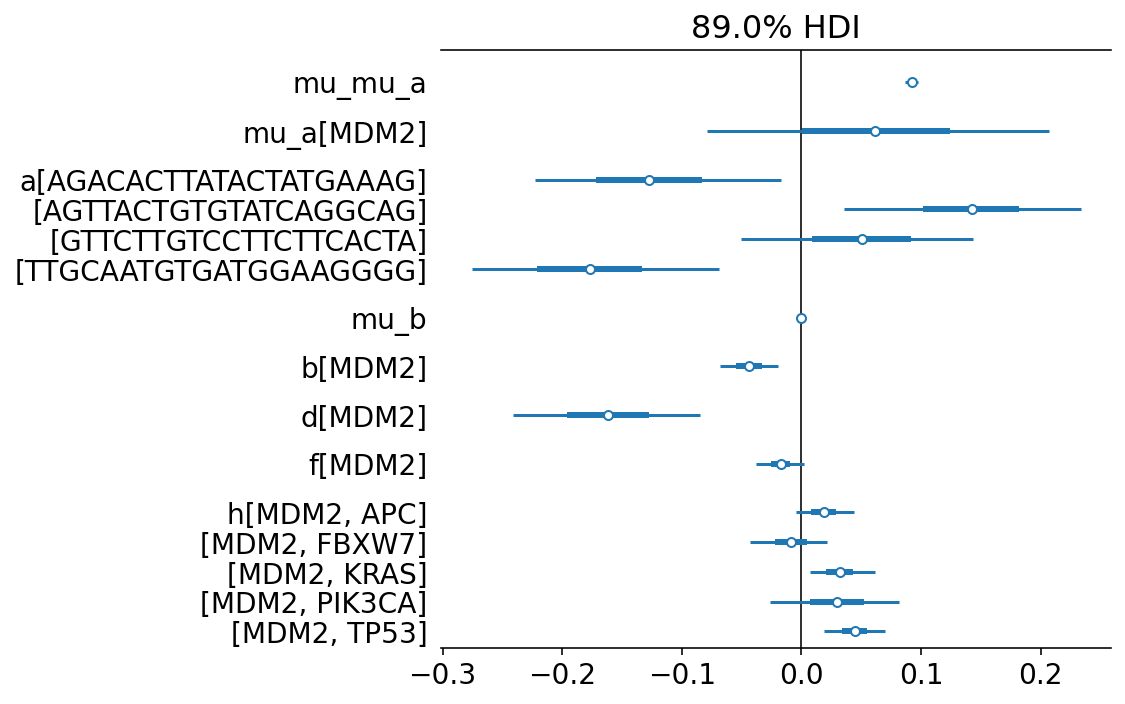 89.0% HDI
mu_mu_a
mu_a[MDM2]
a[AGACACTTATACTATGAAAG]
[AGTTACTGTGTATCAGGCAG]
[GTTCTTGTCCTTCTTCACTA]
[TTGCAATGTGATGGAAGGGG]
mu_b
b[MDM2]
d[MDM2]
f[MDM2]
h[MDM2, APC]
[MDM2, FBXW7]
[MDM2, KRAS]
[MDM2, PIK3CA]
[MDM2, TP53]
−0.3 −0.2 −0.1 0.0 0.1 0.2